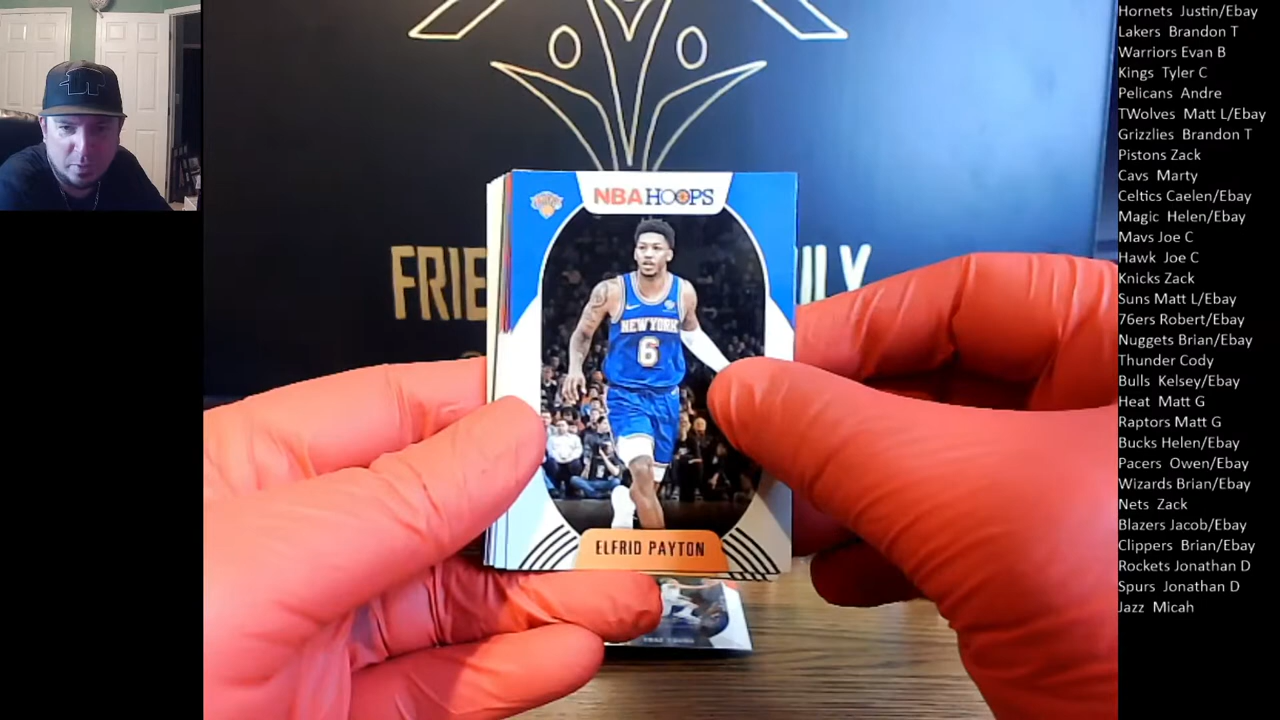 NBA HOOPS
NEW YORK
6
ELFRID PAYTON
Hornets Justin/Ebay
Lakers Brandon T
Warriors Evan B
Kings Tyler C
Pelicans Andre
TWolves Matt L/Ebay
Grizzlies Brandon T
Pistons Zack
Cavs Marty
Celtics Caelen/Ebay
Magic Helen/Ebay
Mavs Joe C
Hawk Joe C
Knicks Zack
Suns Matt L/Ebay
76ers Robert/Ebay
Nuggets Brian/Ebay
Thunder Cody
Bulls Kelsey/Ebay
Heat Matt G
Raptors Matt G
Bucks Helen/Ebay
Pacers Owen/Ebay
Wizards Brian/Ebay
Nets Zack
Blazers Jacob/Ebay
Clippers Brian/Ebay
Rockets Jonathan D
Spurs Jonathan D
Jazz Micah